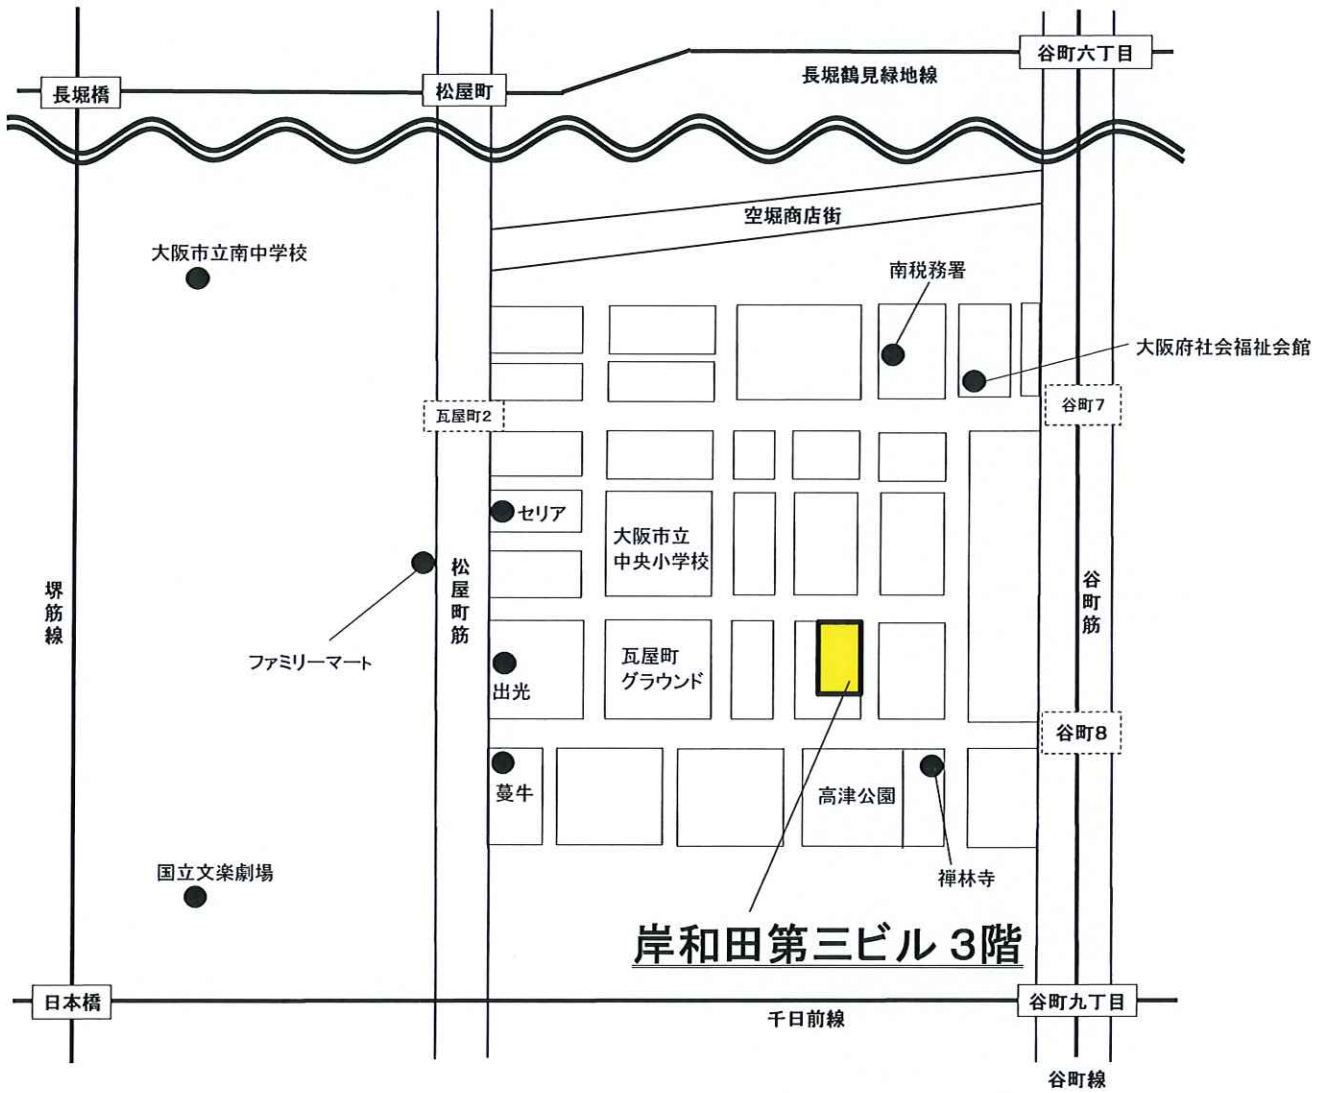 谷町六丁目
長堀鶴見緑地線
長堀橋
松屋町
空堀商店街
大阪市立南中学校
南税務署
大阪府社会福祉会館
瓦屋町2
谷町7
セリア
大阪市立
中央小学校
堺筋線
松屋町筋
谷町筋
ファミリーマート
出光
瓦屋町
グラウンド
谷町8
蔓牛
高津公園
国立文楽劇場
禅林寺
岸和田第三ビル 3階
日本橋
千日前線
谷町九丁目
谷町線